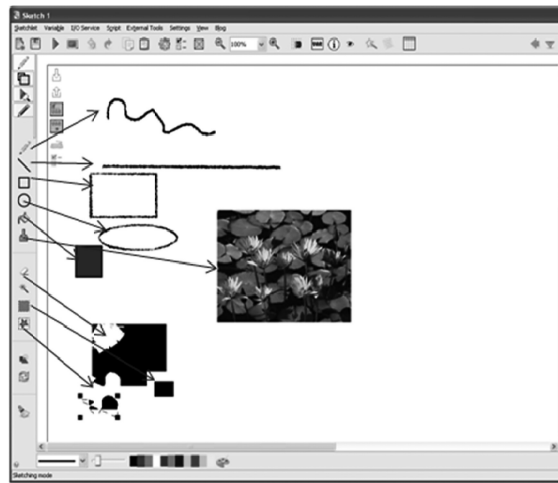 Sketch 1
SketchLet Variable I/O Service Script External Tools Settings View Blog
100%
Sketching mode